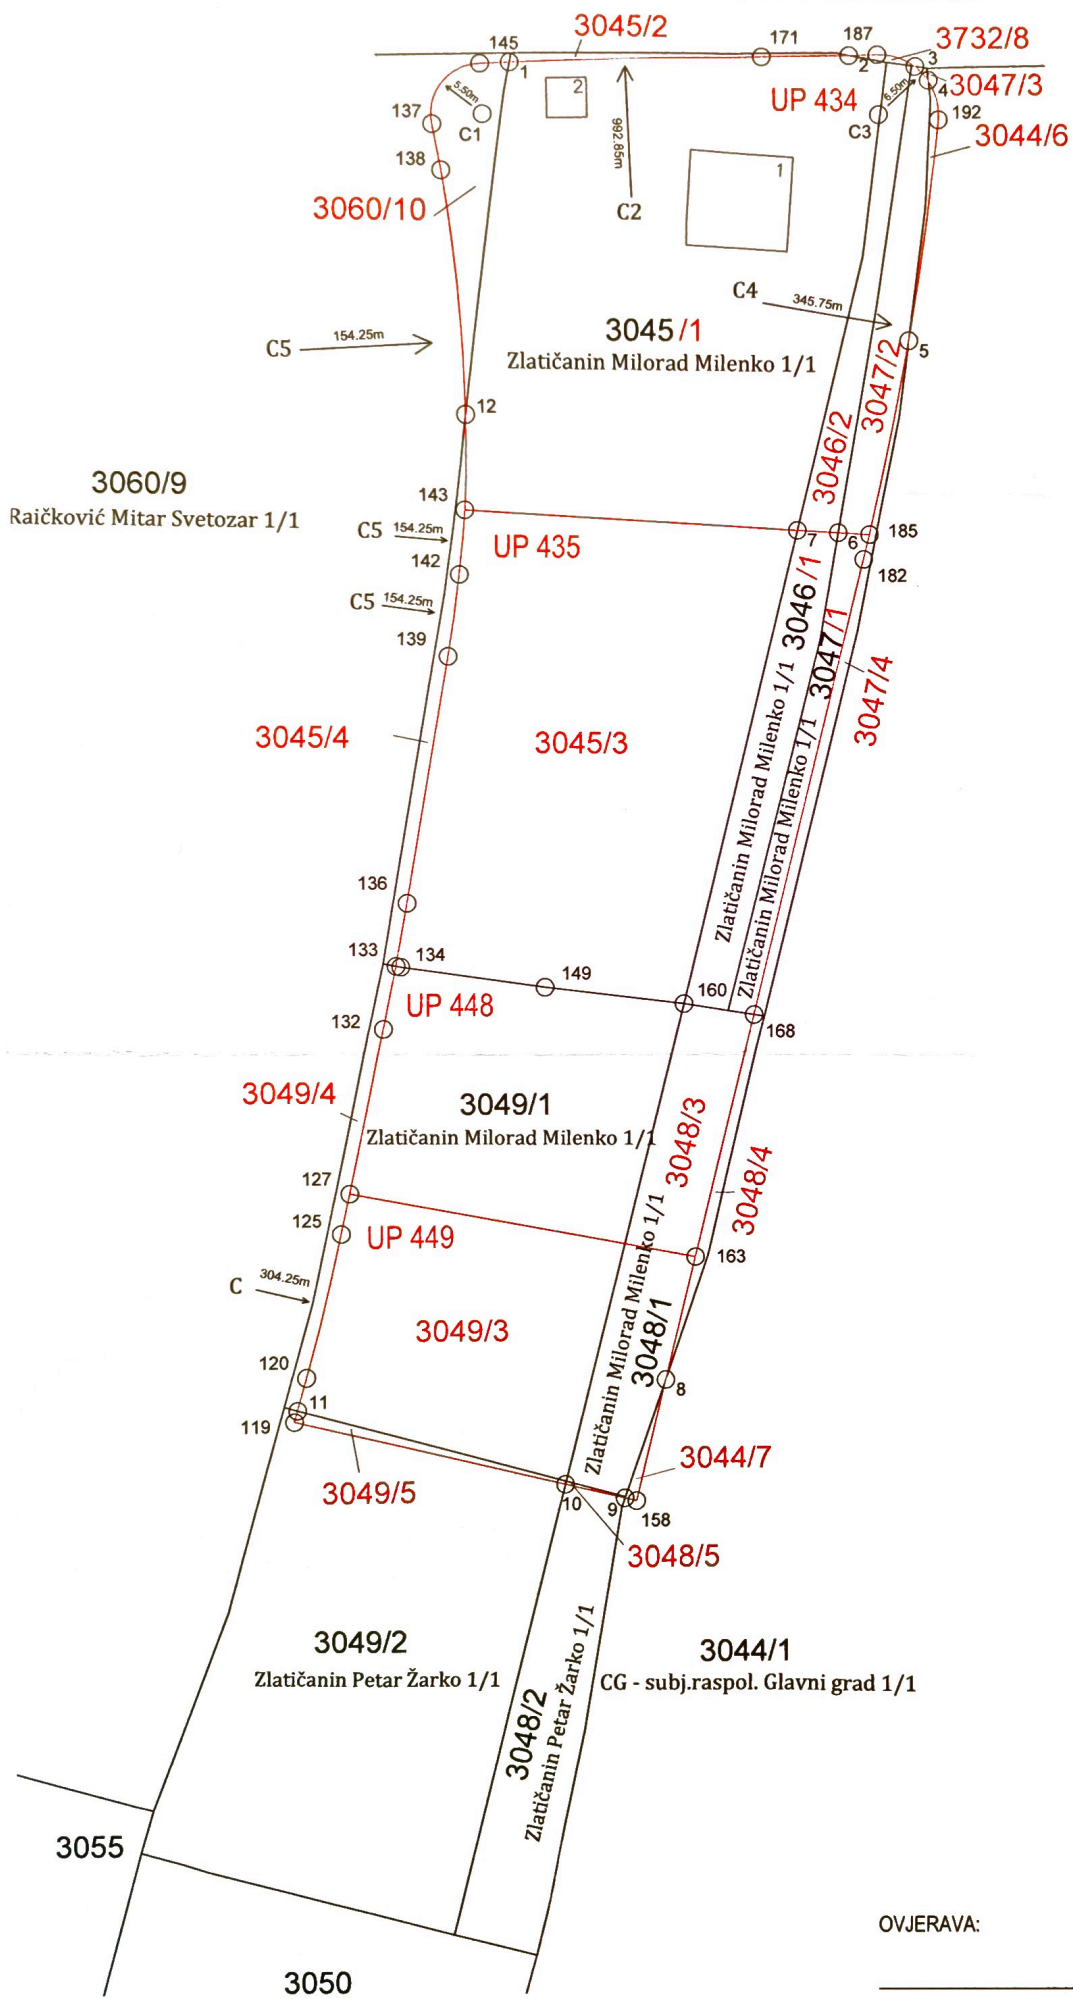 3045/2
145
171
187
3732/8
1
2
3
2
5.50m
6.50m
UP 434
4
3047/3
137
C1
992.85m
C3
192
3044/6
138
1
3060/10
C2
C4
345.75m
C5
154.25m
3045/1
Zlatičanin Milorad Milenko 1/1
5
3047/2
12
3046/2
3060/9
Raičković Mitar Svetozar 1/1
143
C5
154.25m
UP 435
7
6
185
142
182
C5
154.25m
139
3046/1
Zlatičanin Milorad Milenko 1/1
3047/1
Zlatičanin Milorad Milenko 1/1
3047/4
3045/4
3045/3
136
133
134
149
160
UP 448
132
168
3049/4
3049/1
Zlatičanin Milorad Milenko 1/1
3048/3
3048/4
127
125
UP 449
163
C
304.25m
3049/3
3048/1
Zlatičanin Milorad Milenko 1/1
120
8
11
119
3049/5
3044/7
10
9
158
3048/5
3049/2
Zlatičanin Petar Žarko 1/1
3048/2
Zlatičanin Petar Žarko 1/1
3044/1
CG - subj.raspol. Glavni grad 1/1
3055
3050
OVJERAVA: